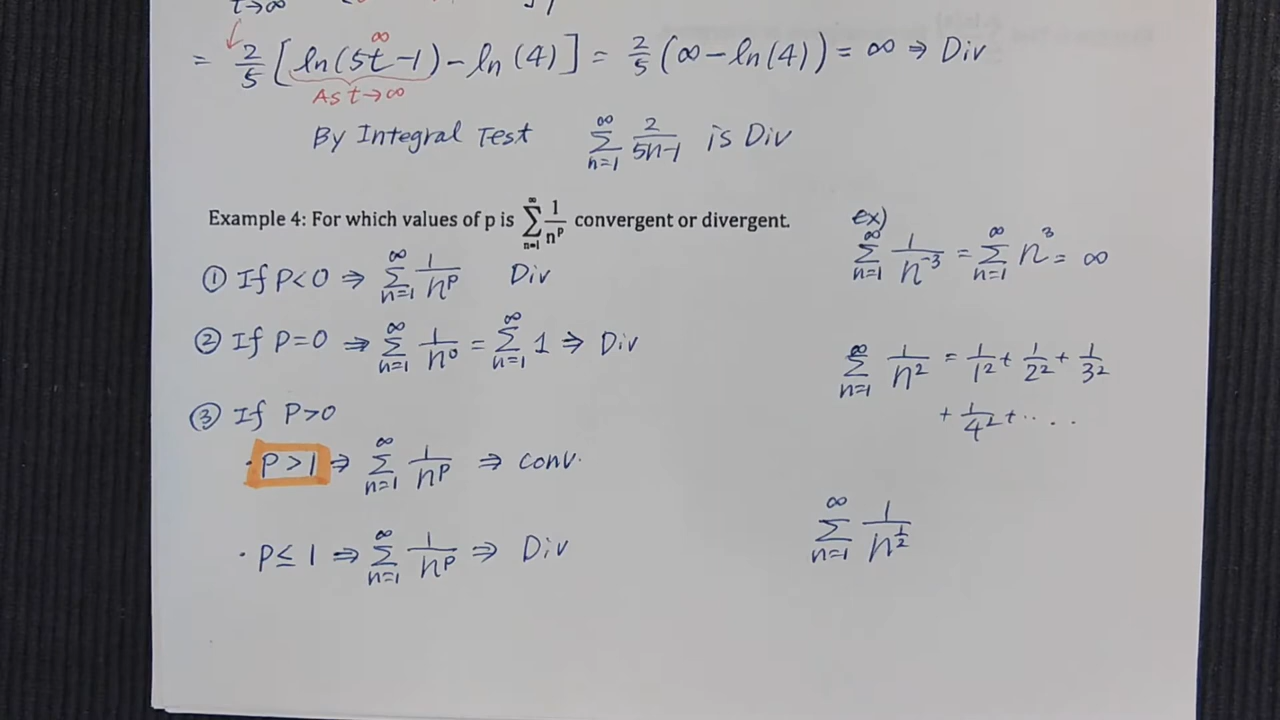 t→∞
= 2/5 [ln(5t-1) - ln(4)] = 2/5 (∞ - ln(4)) = ∞ ⇒ Div
∞
As t→∞
By Integral Test ∞ Σ n=1 2/5n-1 is Div
Example 4: For which values of p is ∞ Σ n=1 1/n^p convergent or divergent.
① If P<0 ⇒ ∞ Σ n=1 1/n^p Div
② If P=0 ⇒ ∞ Σ n=1 1/n^0 = ∞ Σ n=1 1 ⇒ Div
③ If P>0
· P>1 ⇒ ∞ Σ n=1 1/n^p ⇒ conv.
· P≤1 ⇒ ∞ Σ n=1 1/n^p ⇒ Div
ex)
∞ Σ n=1 1/n^-3 = ∞ Σ n=1 n^3 = ∞
∞ Σ n=1 1/n^2 = 1/1^2 + 1/2^2 + 1/3^2
+ 1/4^2 + ....
∞ Σ n=1 1/n^1/2